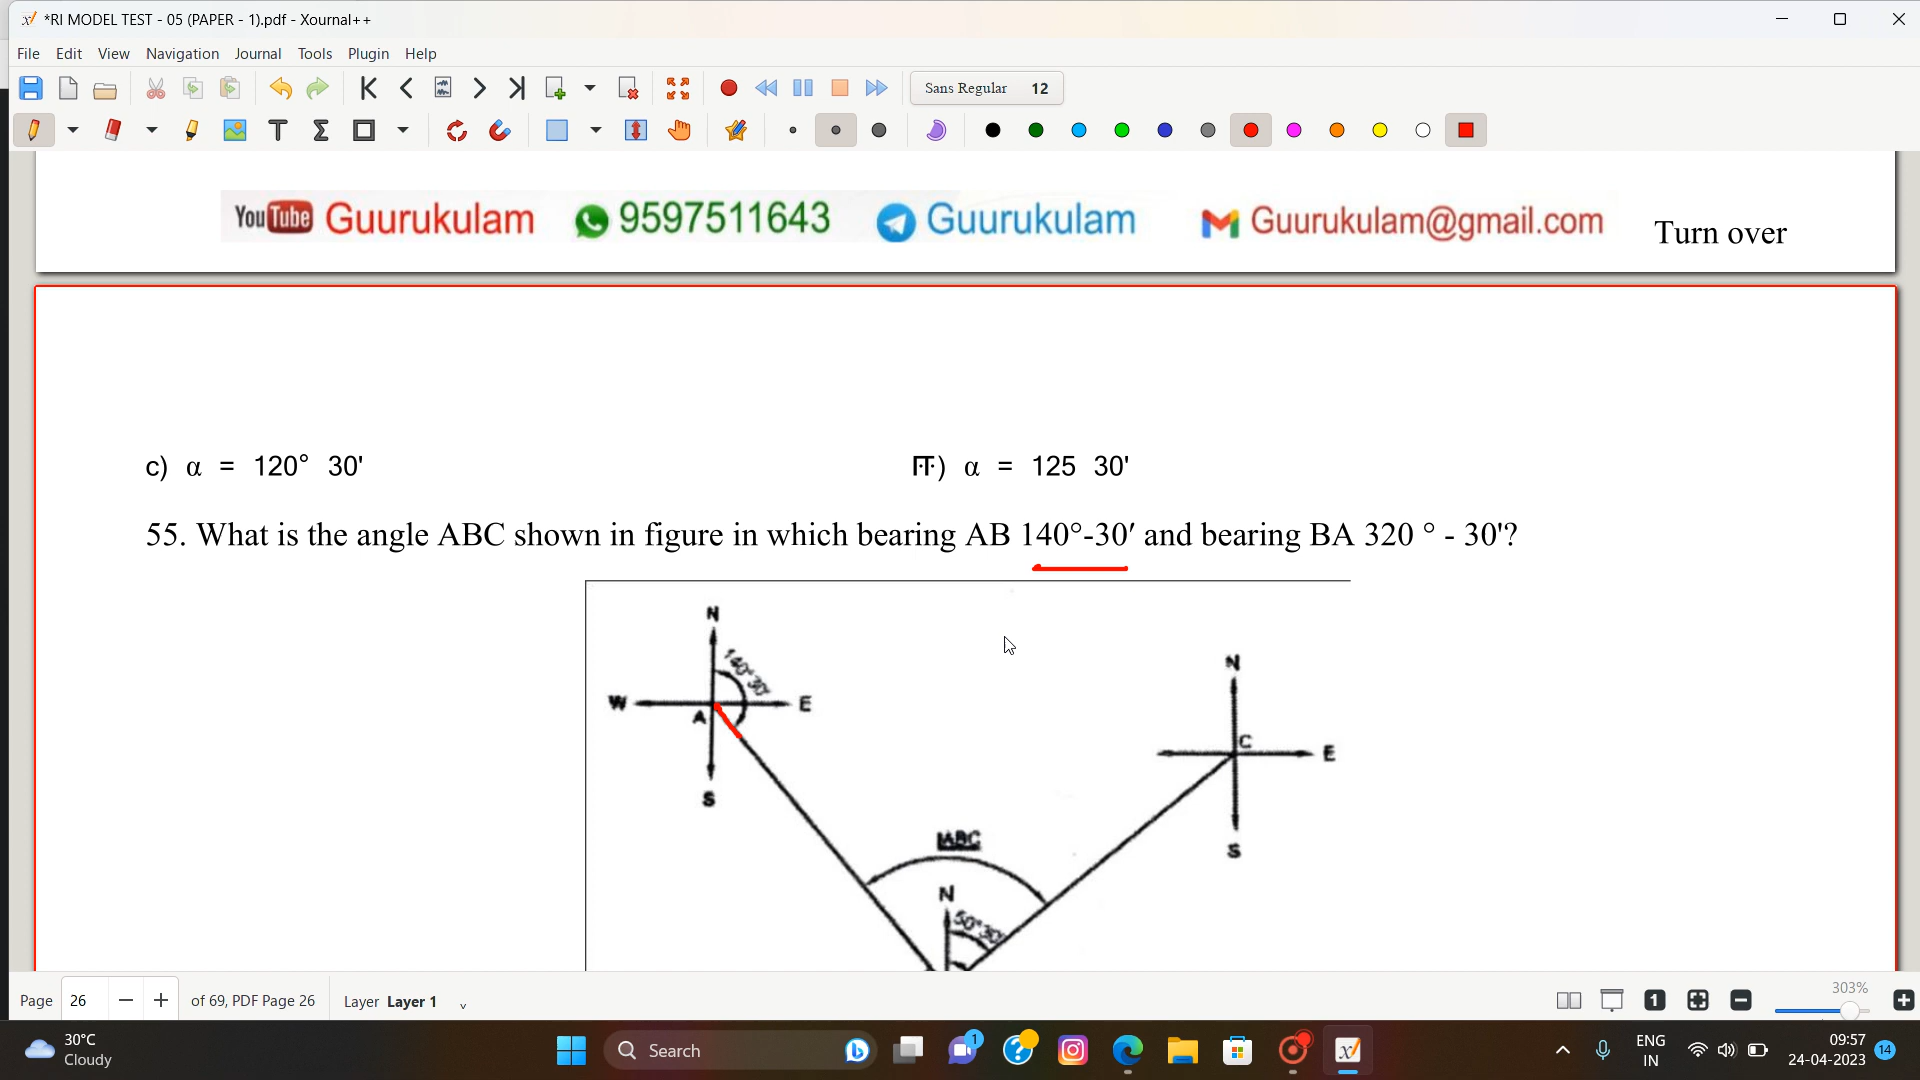 *RI MODEL TEST - 05 (PAPER - 1).pdf - Xournal++
File Edit View Navigation Journal Tools Plugin Help
Sans Regular 12
YouTube Guurukulam 9597511643 Guurukulam Guurukulam@gmail.com Turn over
c) α = 120° 30' ) α = 125 30'
55. What is the angle ABC shown in figure in which bearing AB 140°-30′ and bearing BA 320 ° - 30'?
N
140°30'
W A E
S
N
C E
S
ABC
N
50°30'
Page 26 of 69, PDF Page 26 Layer Layer 1 303%
30°C
Cloudy
Search
1
ENG
IN
09:57
24-04-2023
14